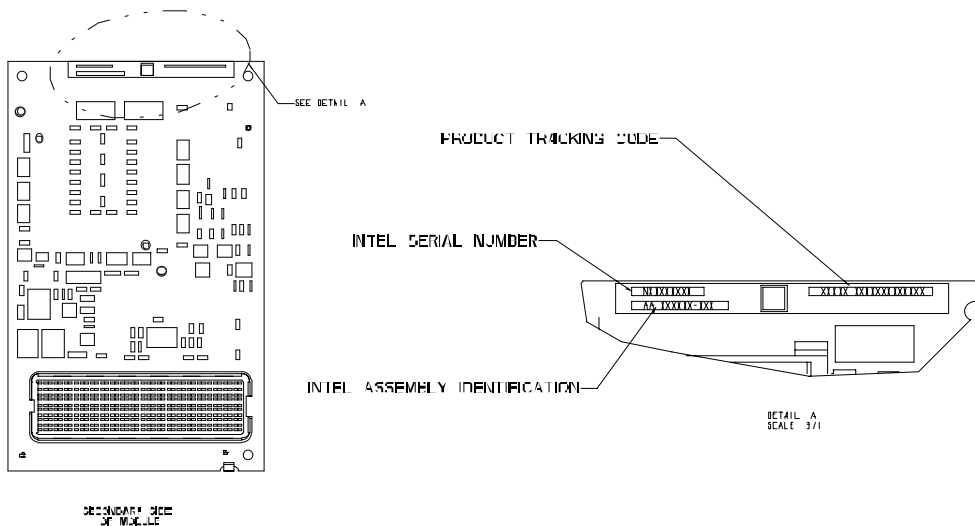 SEE DETAIL A
PRODUCT TRACKING CODE
INTEL SERIAL NUMBER
INTEL ASSEMBLY IDENTIFICATION
DETAIL A
SCALE 3/1
SECONDARY SIDE
OF MODULE